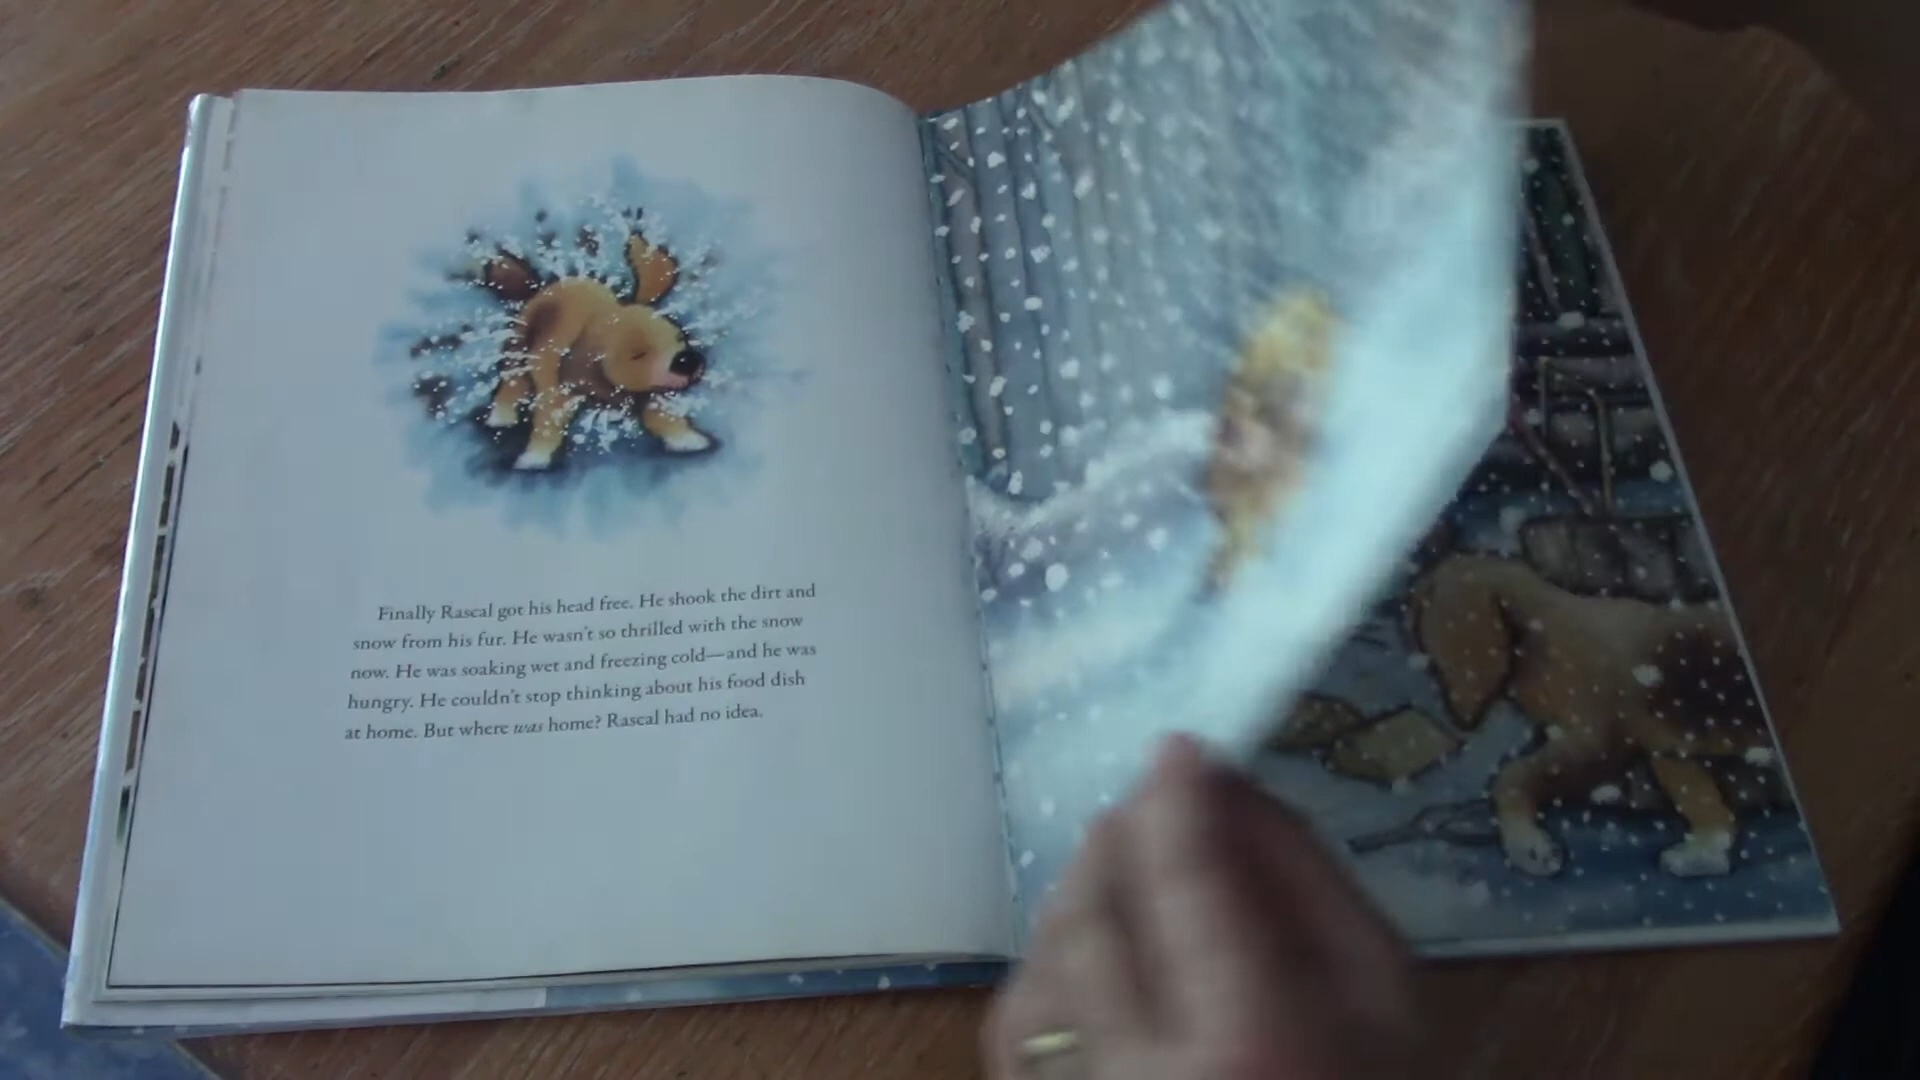 Finally Rascal got his head free. He shook the dirt and
snow from his fur. He wasn't so thrilled with the snow
now. He was soaking wet and freezing cold—and he was
hungry. He couldn't stop thinking about his food dish
at home. But where was home? Rascal had no idea.